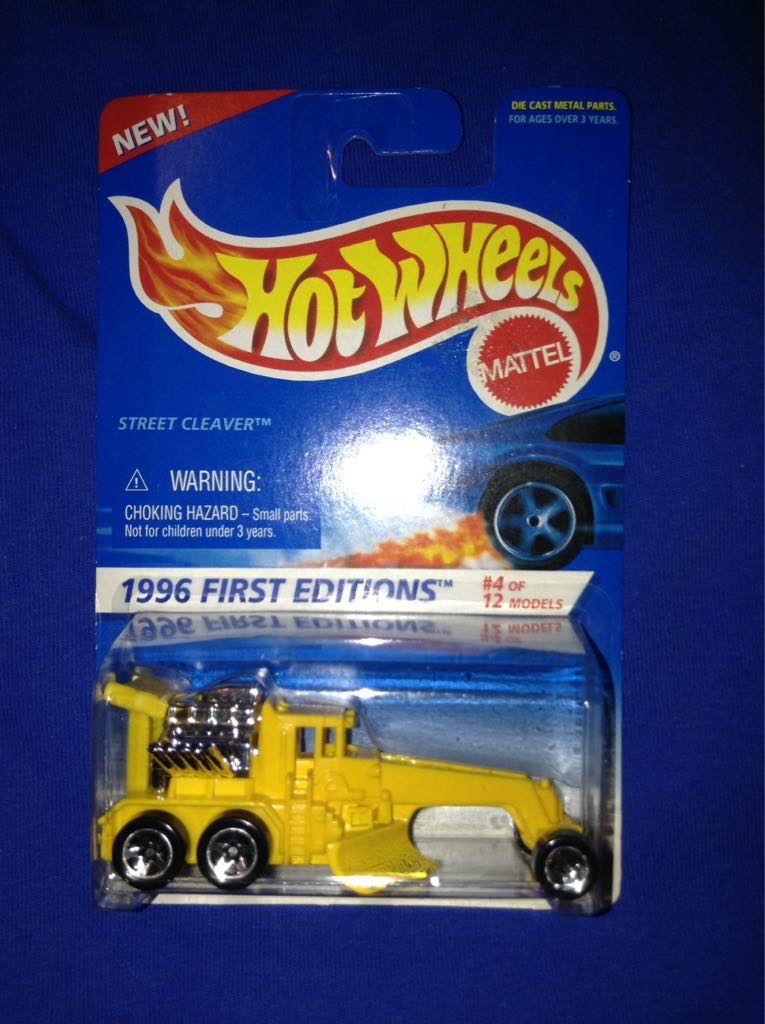 NEW!
DIE CAST METAL PARTS.
FOR AGES OVER 3 YEARS.
HOT WHEELS
MATTEL
®
STREET CLEAVER™
WARNING:
CHOKING HAZARD – Small parts.
Not for children under 3 years.
1996 FIRST EDITIONS™
#4 OF
12 MODELS